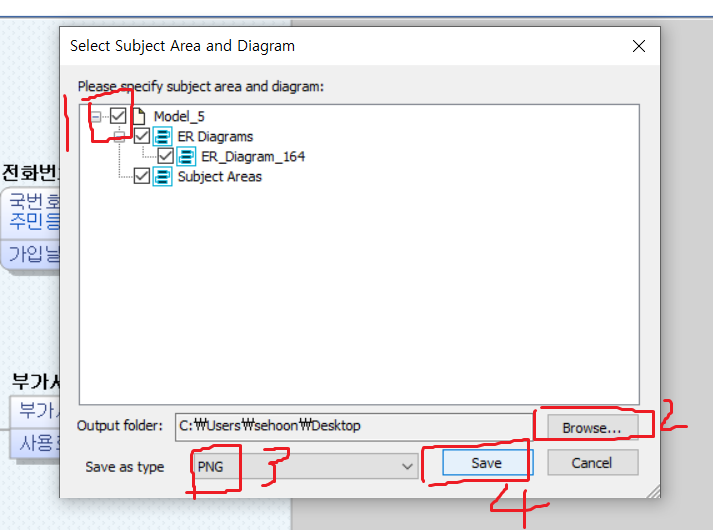 Select Subject Area and Diagram
Please specify subject area and diagram:
1
Model_5
ER Diagrams
ER_Diagram_164
Subject Areas
전화번
국번호
주민등
가입날
부가서
부가
사용
Output folder:
C:₩Users₩sehoon₩Desktop
Browse...
2
Save as type
PNG
3
Save
Cancel
4